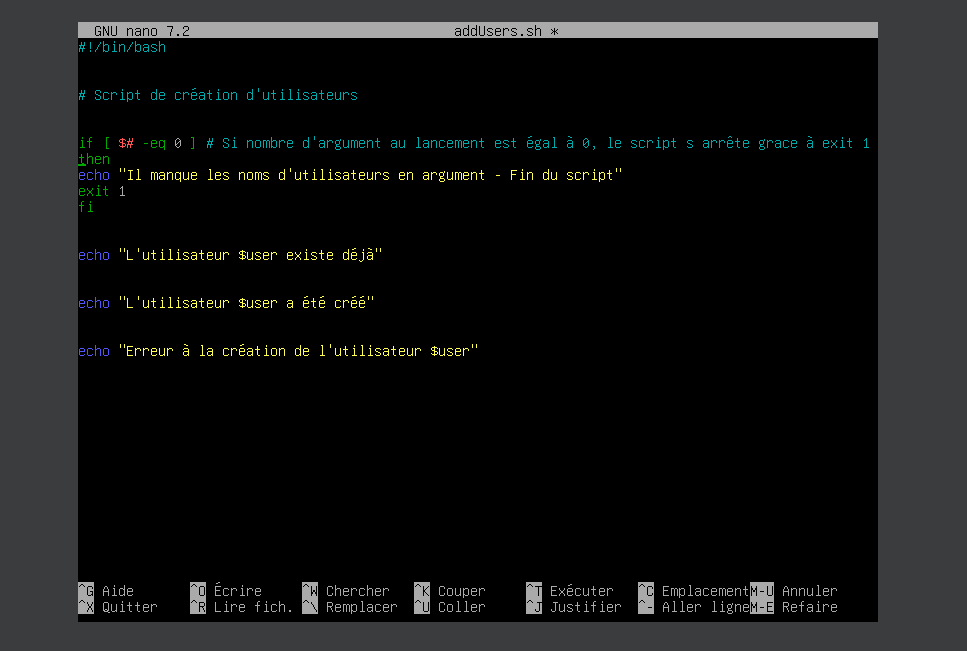 GNU nano 7.2 addUsers.sh *
#!/bin/bash
# Script de création d'utilisateurs
if [ $# -eq 0 ] # Si nombre d'argument au lancement est égal à 0, le script s arrête grace à exit 1
then
echo "Il manque les noms d'utilisateurs en argument - Fin du script"
exit 1
fi
echo "L'utilisateur $user existe déjà"
echo "L'utilisateur $user a été créé"
echo "Erreur à la création de l'utilisateur $user"
^G Aide ^O Écrire ^W Chercher ^K Couper ^T Exécuter ^C Emplacement M-U Annuler
^X Quitter ^R Lire fich. ^\ Remplacer ^U Coller ^J Justifier ^- Aller ligne M-E Refaire